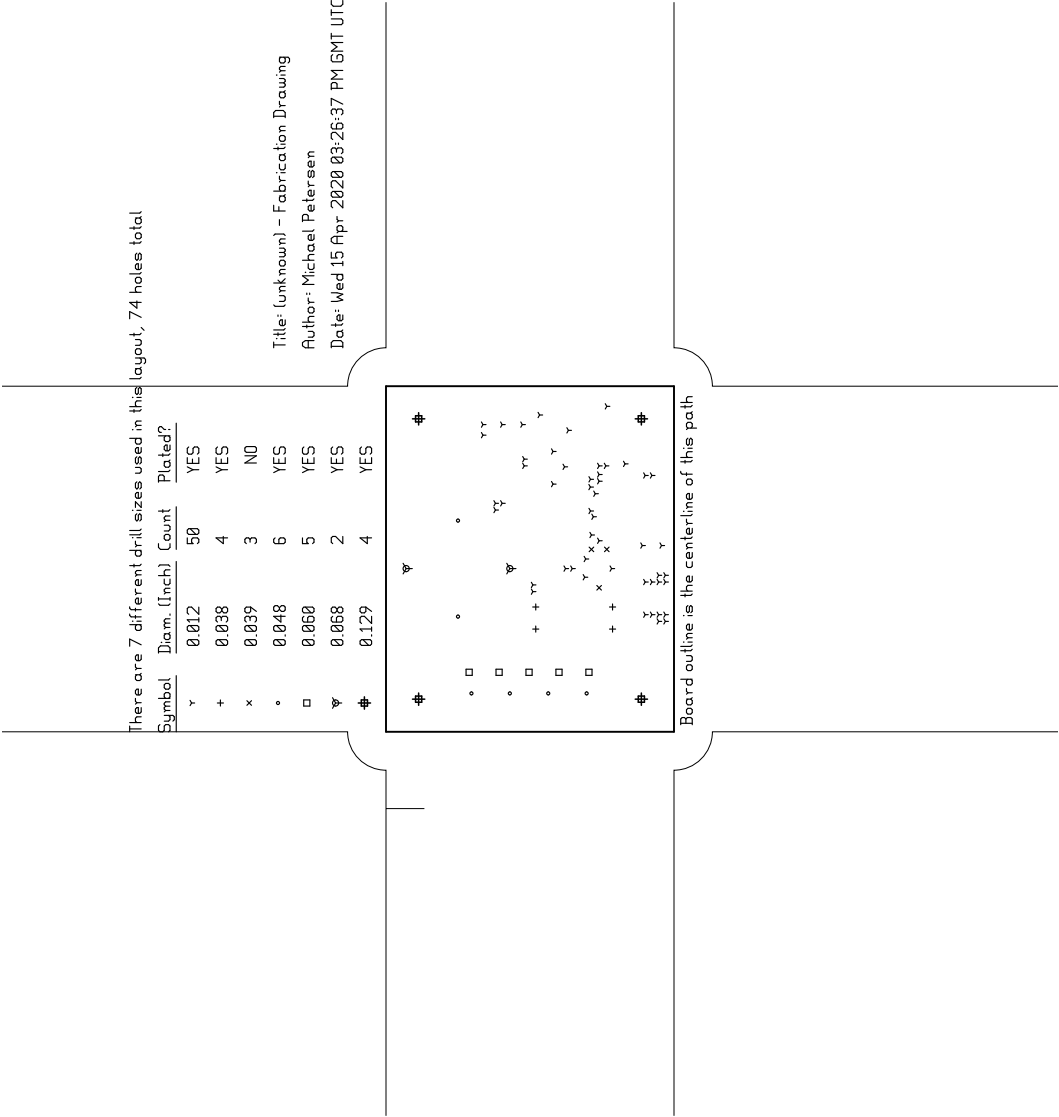 There are 7 different drill sizes used in this layout, 74 holes total
Symbol Diam. (Inch) Count Plated?
0.012 50 YES
0.038 4 YES
0.039 3 NO
0.048 6 YES
0.060 5 YES
0.068 2 YES
0.129 4 YES
Title: (unknown) - Fabrication Drawing
Author: Michael Petersen
Date: Wed 15 Apr 2020 03:26:37 PM GMT UTC
Board outline is the centerline of this path